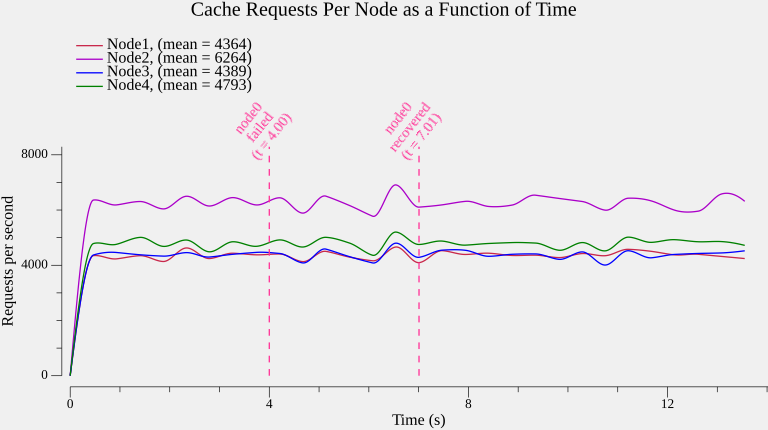 Cache Requests Per Node as a Function of Time
Node1, (mean = 4364)
Node2, (mean = 6264)
Node3, (mean = 4389)
Node4, (mean = 4793)
node0
failed
(t = 4.00)
node0
recovered
(t = 7.01)
Requests per second
8000
4000
0
0
4
8
12
Time (s)